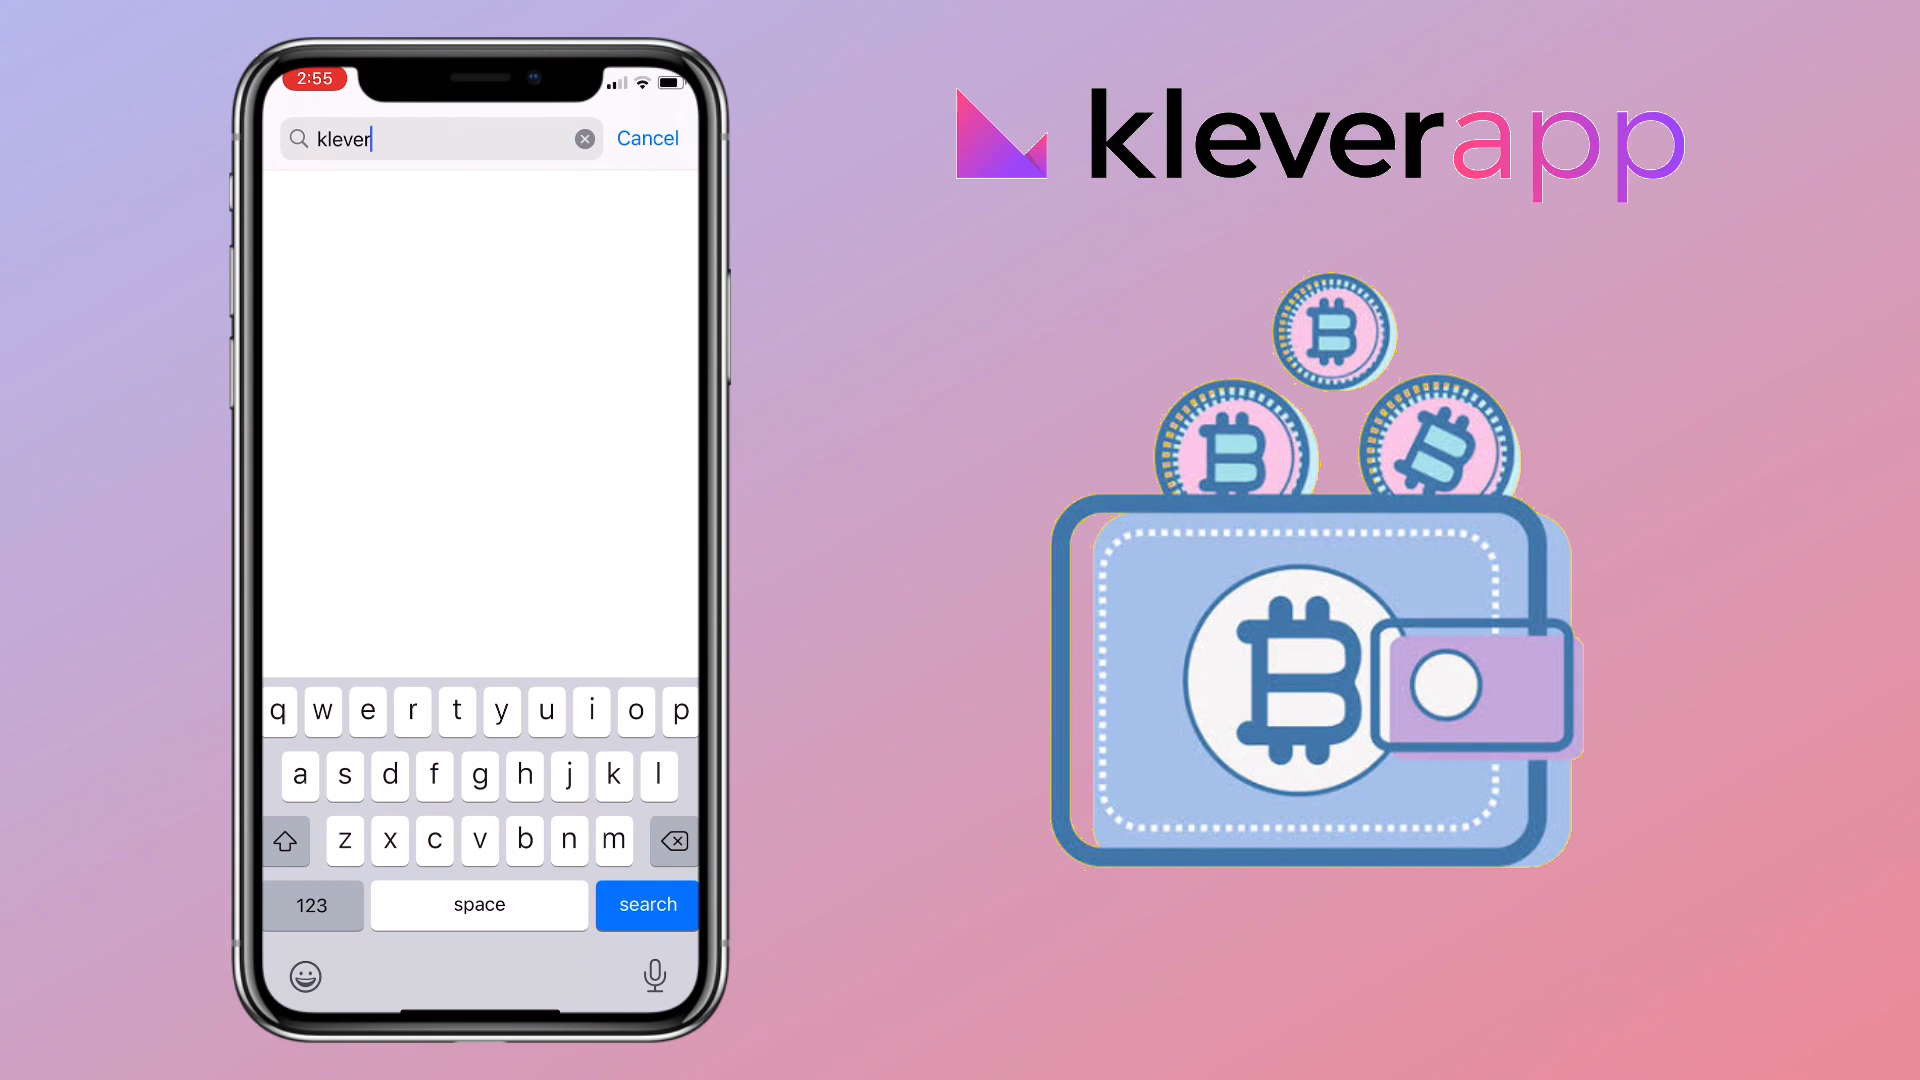 2:55
klever
Cancel
q w e r t y u i o p
a s d f g h j k l
z x c v b n m
123 space search
kleverapp